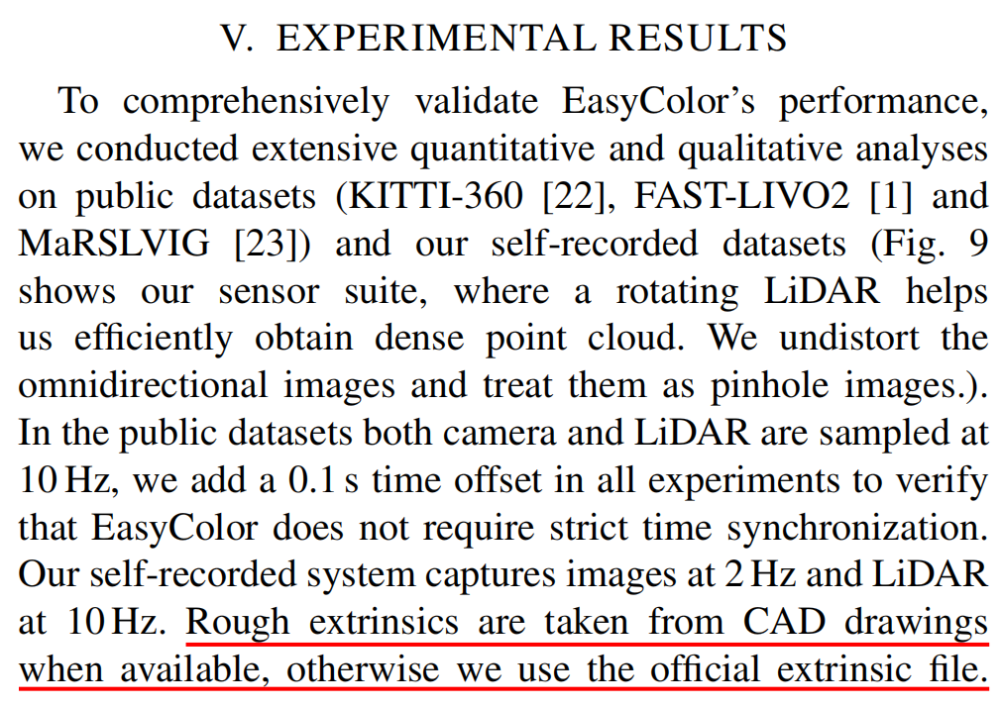 V. EXPERIMENTAL RESULTS
To comprehensively validate EasyColor's performance,
we conducted extensive quantitative and qualitative analyses
on public datasets (KITTI-360 [22], FAST-LIVO2 [1] and
MaRSLVIG [23]) and our self-recorded datasets (Fig. 9
shows our sensor suite, where a rotating LiDAR helps
us efficiently obtain dense point cloud. We undistort the
omnidirectional images and treat them as pinhole images.).
In the public datasets both camera and LiDAR are sampled at
10 Hz, we add a 0.1 s time offset in all experiments to verify
that EasyColor does not require strict time synchronization.
Our self-recorded system captures images at 2 Hz and LiDAR
at 10 Hz. Rough extrinsics are taken from CAD drawings
when available, otherwise we use the official extrinsic file.